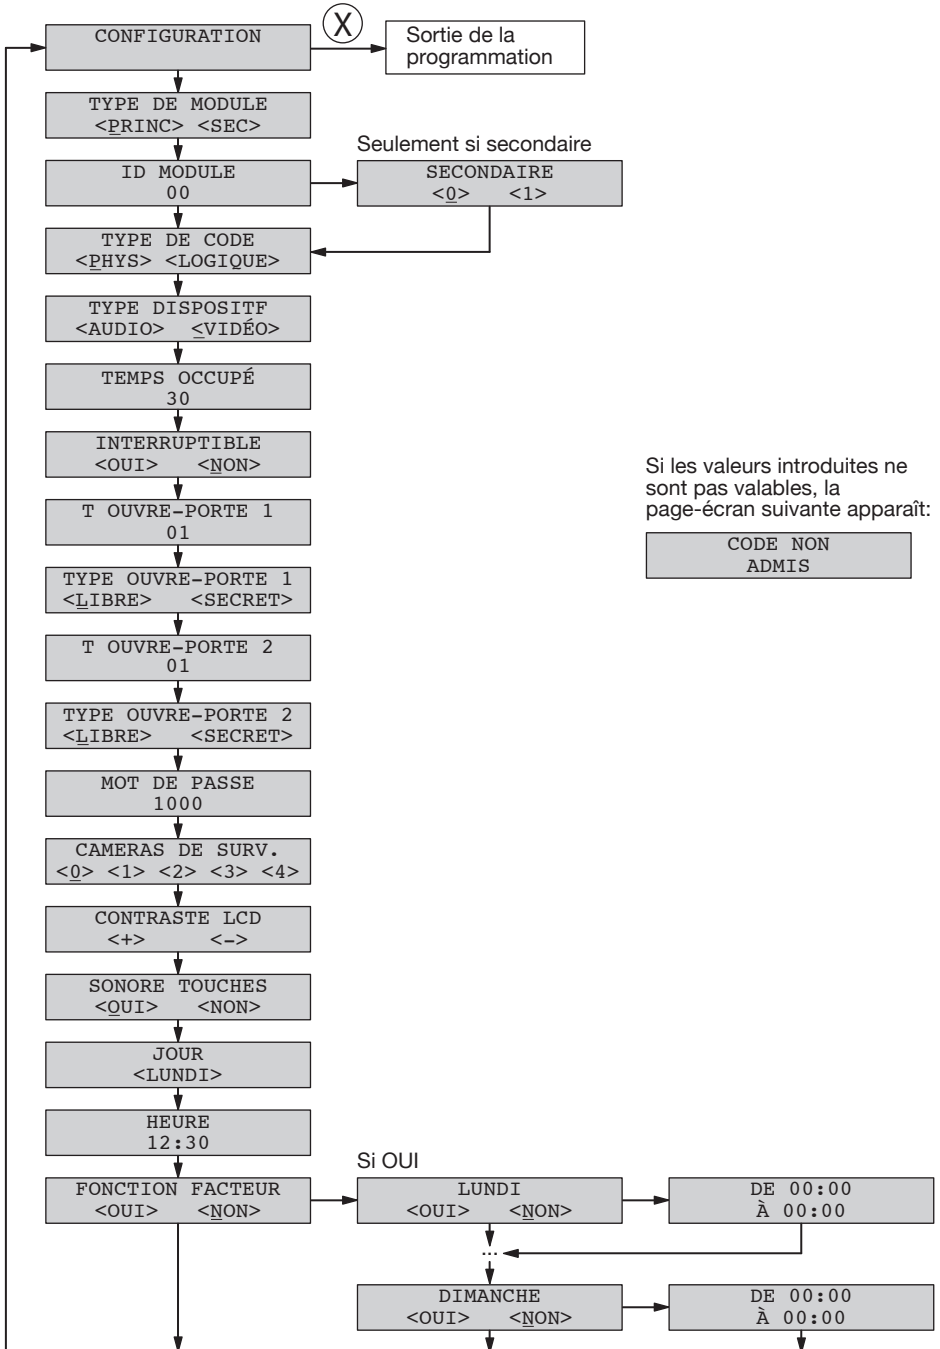 CONFIGURATION
X
Sortie de la
programmation
TYPE DE MODULE
<PRINC> <SEC>
Seulement si secondaire
ID MODULE
00
SECONDAIRE
<0> <1>
TYPE DE CODE
<PHYS> <LOGIQUE>
TYPE DISPOSITF
<AUDIO> <VIDÉO>
TEMPS OCCUPÉ
30
INTERRUPTIBLE
<OUI> <NON>
Si les valeurs introduites ne
sont pas valables, la
page-écran suivante apparaît:
CODE NON
ADMIS
T OUVRE-PORTE 1
01
TYPE OUVRE-PORTE 1
<LIBRE> <SECRET>
T OUVRE-PORTE 2
01
TYPE OUVRE-PORTE 2
<LIBRE> <SECRET>
MOT DE PASSE
1000
CAMERAS DE SURV.
<0> <1> <2> <3> <4>
CONTRASTE LCD
<+> <->
SONORE TOUCHES
<OUI> <NON>
JOUR
<LUNDI>
HEURE
12:30
Si OUI
FONCTION FACTEUR
<OUI> <NON>
LUNDI
<OUI> <NON>
DE 00:00
À 00:00
...
DIMANCHE
<OUI> <NON>
DE 00:00
À 00:00